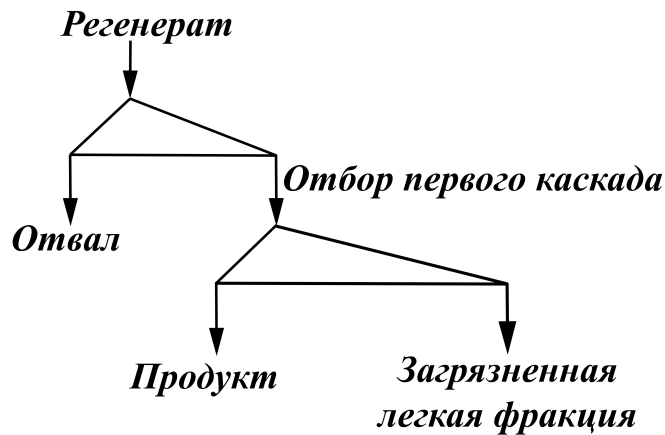 Регенерат
Отбор первого каскада
Отвал
Продукт
Загрязненная
легкая фракция